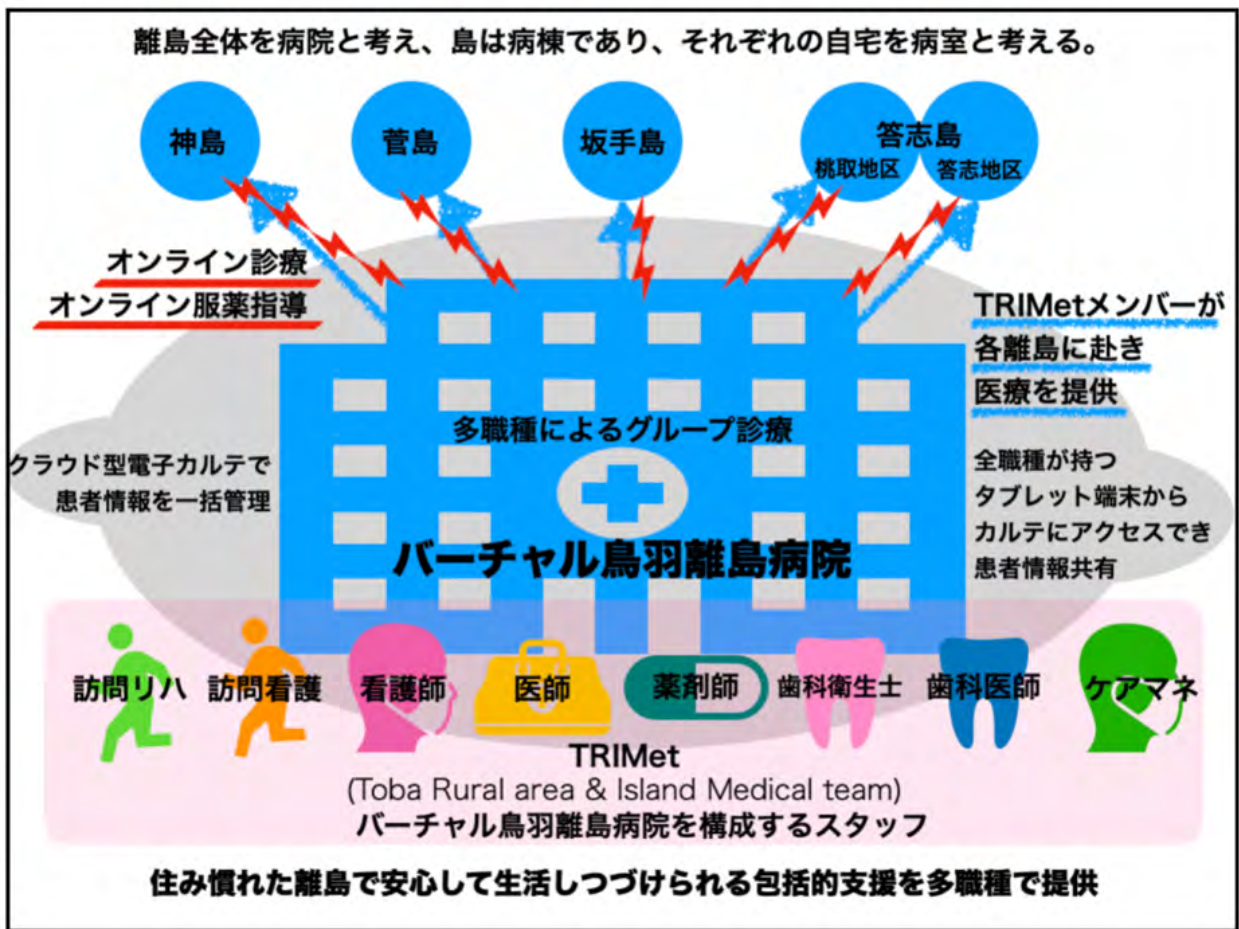 離島全体を病院と考え、島は病棟であり、それぞれの自宅を病室と考える。
神島
菅島
坂手島
答志島
桃取地区
答志地区
オンライン診療
オンライン服薬指導
TRIMetメンバーが
各離島に赴き
医療を提供
多職種によるグループ診療
クラウド型電子カルテで
患者情報を一括管理
全職種が持つ
タブレット端末から
カルテにアクセスでき
患者情報共有
バーチャル鳥羽離島病院
訪問リハ
訪問看護
看護師
医師
薬剤師
歯科衛生士
歯科医師
ケアマネ
TRIMet
(Toba Rural area & Island Medical team)
バーチャル鳥羽離島病院を構成するスタッフ
住み慣れた離島で安心して生活しつづけられる包括的支援を多職種で提供